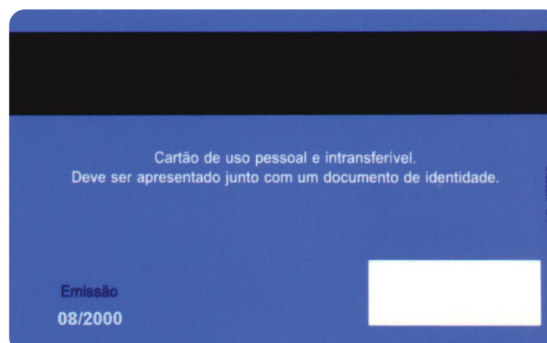 Cartão de uso pessoal e intransferível.
Deve ser apresentado junto com um documento de identidade.
Emissão
08/2000